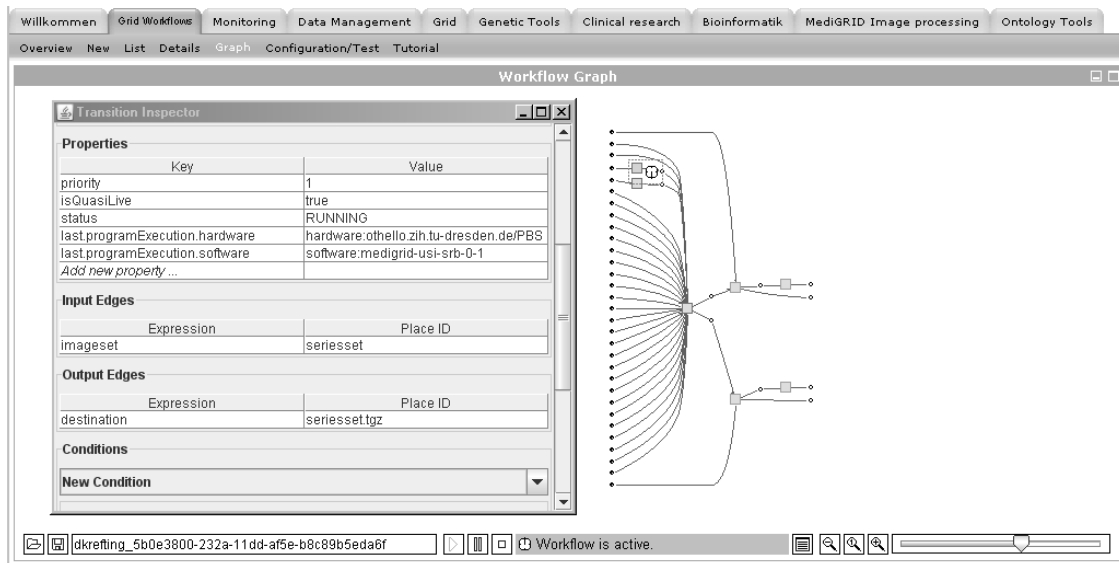 Willkommen Grid Workflows Monitoring Data Management Grid Genetic Tools Clinical research Bioinformatik MediGRID Image processing Ontology Tools
Overview New List Details Graph Configuration/Test Tutorial
Workflow Graph
Transition Inspector
Properties
Key Value
priority 1
isQuasiLive true
status RUNNING
last.programExecution.hardware hardware:othello.zih.tu-dresden.de/PBS
last.programExecution.software software:medigrid-usi-srb-0-1
Add new property ...
Input Edges
Expression Place ID
imageset seriesset
Output Edges
Expression Place ID
destination seriesset.tgz
Conditions
New Condition
dkrefting_5b0e3800-232a-11dd-af5e-b8c89b5eda6f Workflow is active.